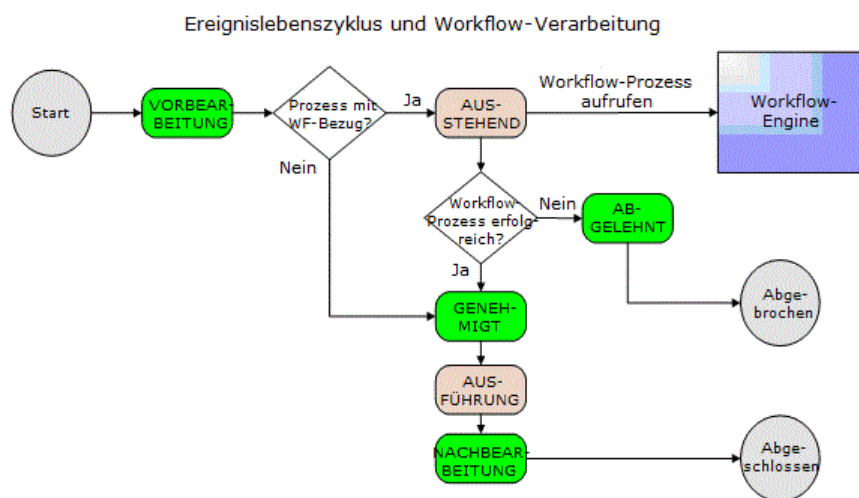 Ereignislebenszyklus und Workflow-Verarbeitung
Start
VORBEAR-
BEITUNG
Prozess mit
WF-Bezug?
Ja
AUS-
STEHEND
Workflow-Prozess
aufrufen
Workflow-
Engine
Nein
Workflow-
Prozess erfolg-
reich?
Nein
AB-
GELEHNT
Ja
Abge-
brochen
GENEH-
MIGT
AUS-
FÜHRUNG
NACHBEAR-
BEITUNG
Abge-
schlossen